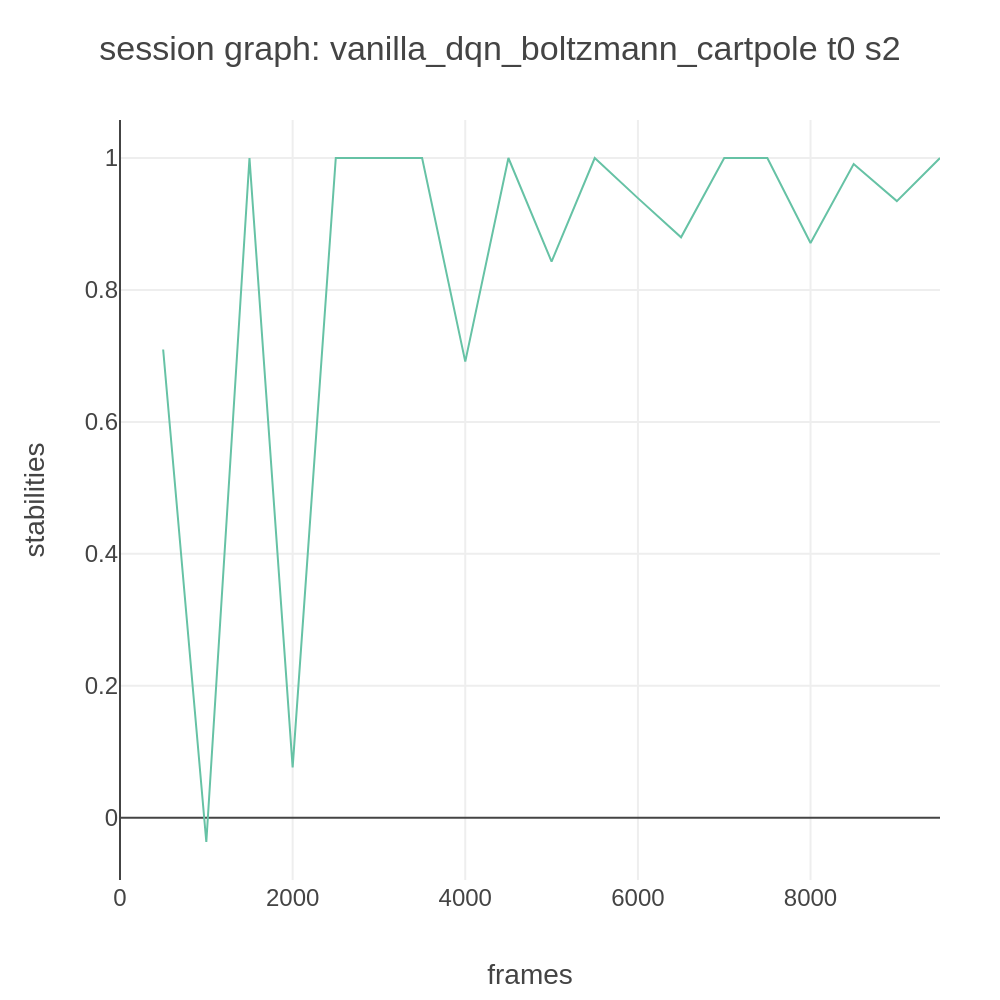 session graph: vanilla_dqn_boltzmann_cartpole t0 s2
1
0.8
0.6
0.4
0.2
0
stabilities
0 2000 4000 6000 8000
frames